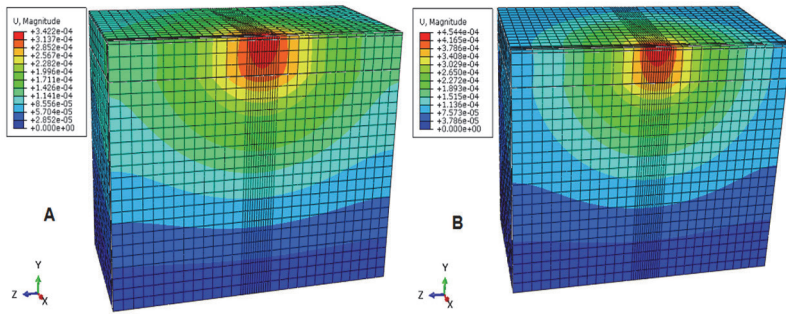 U, Magnitude
+3.422e-04
+3.137e-04
+2.852e-04
+2.567e-04
+2.282e-04
+1.996e-04
+1.711e-04
+1.426e-04
+1.141e-04
+8.556e-05
+5.704e-05
+2.852e-05
+0.000e+00
A
Y
Z
X
U, Magnitude
+4.544e-04
+4.165e-04
+3.786e-04
+3.408e-04
+3.029e-04
+2.650e-04
+2.272e-04
+1.893e-04
+1.515e-04
+1.136e-04
+7.573e-05
+3.786e-05
+0.000e+00
B
Y
Z
X